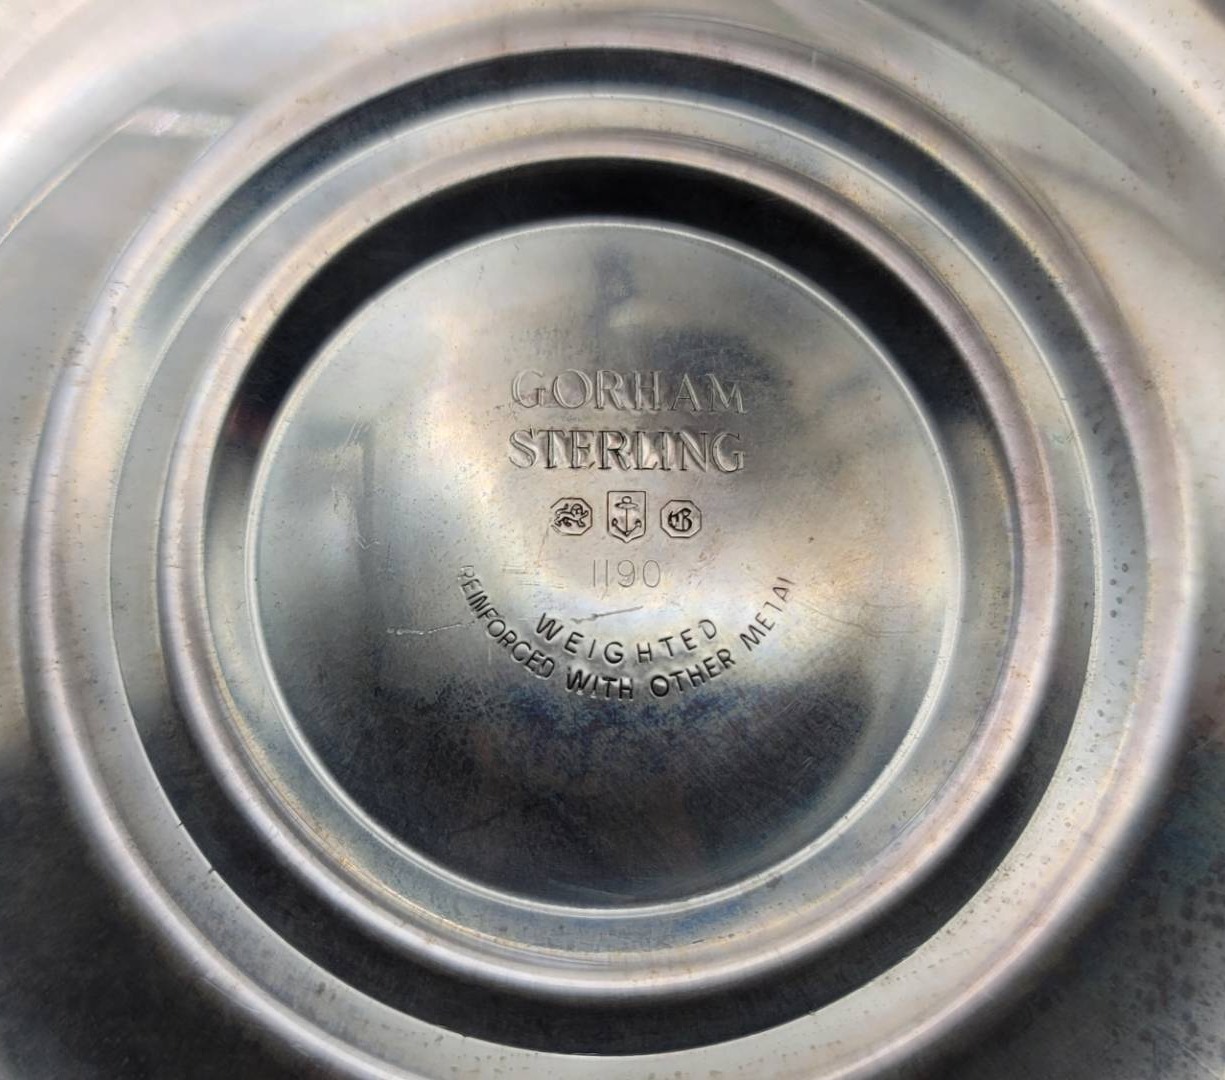 GORHAM
STERLING
G
1190
WEIGHTED
REINFORCED WITH OTHER METAL